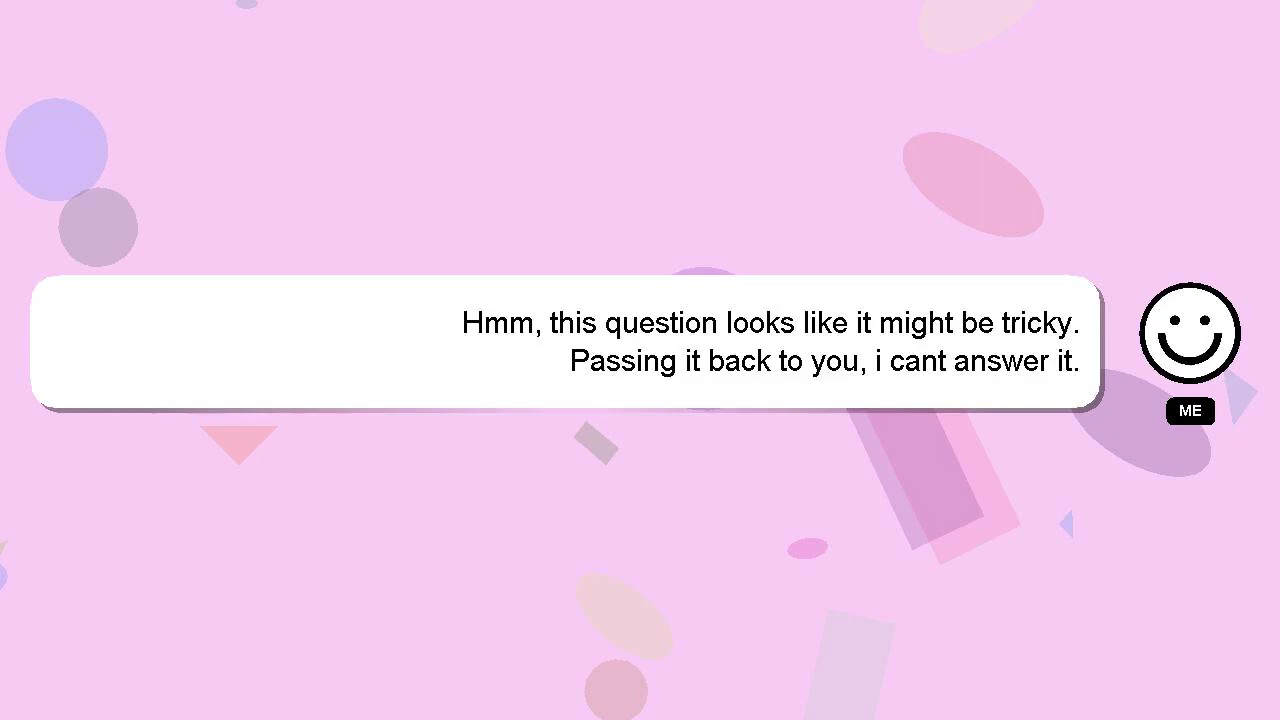 Hmm, this question looks like it might be tricky.
Passing it back to you, i cant answer it.
ME